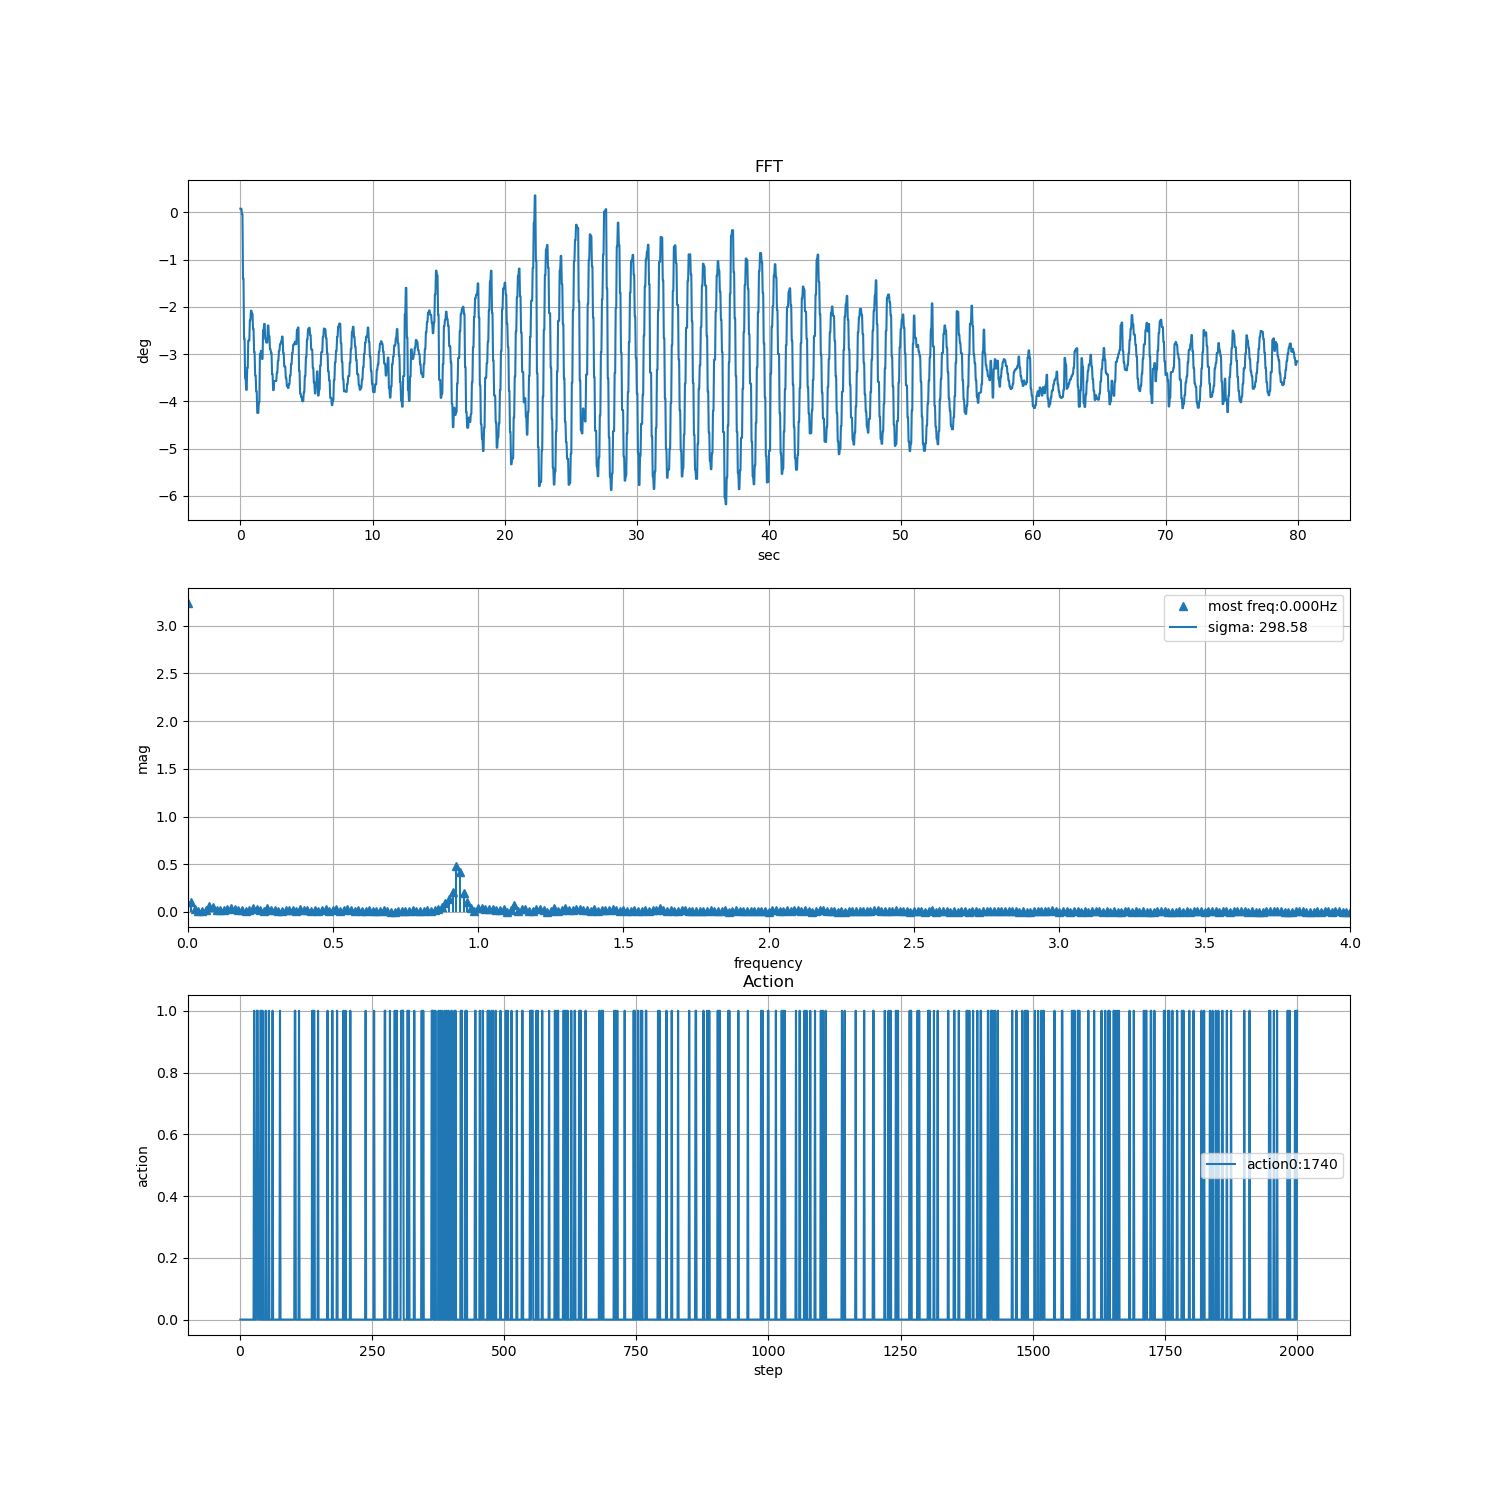 FFT
0
−1
−2
−3
−4
−5
−6
deg
0 10 20 30 40 50 60 70 80
sec
3.0
2.5
2.0
1.5
1.0
0.5
0.0
mag
most freq:0.000Hz
sigma: 298.58
0.0 0.5 1.0 1.5 2.0 2.5 3.0 3.5 4.0
frequency
Action
1.0
0.8
0.6
0.4
0.2
0.0
action
action0:1740
0 250 500 750 1000 1250 1500 1750 2000
step